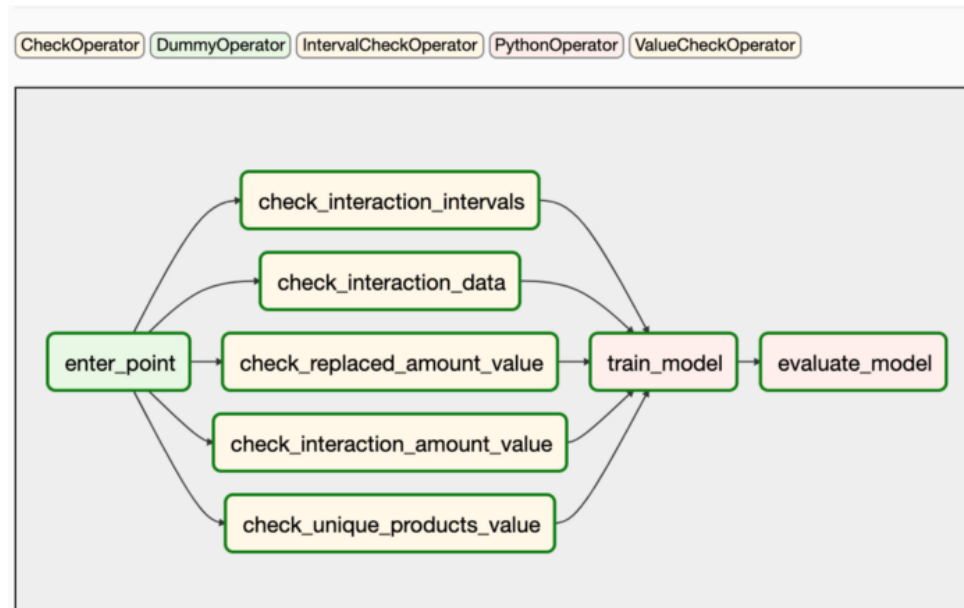 CheckOperator DummyOperator IntervalCheckOperator PythonOperator ValueCheckOperator
check_interaction_intervals
check_interaction_data
enter_point check_replaced_amount_value train_model evaluate_model
check_interaction_amount_value
check_unique_products_value